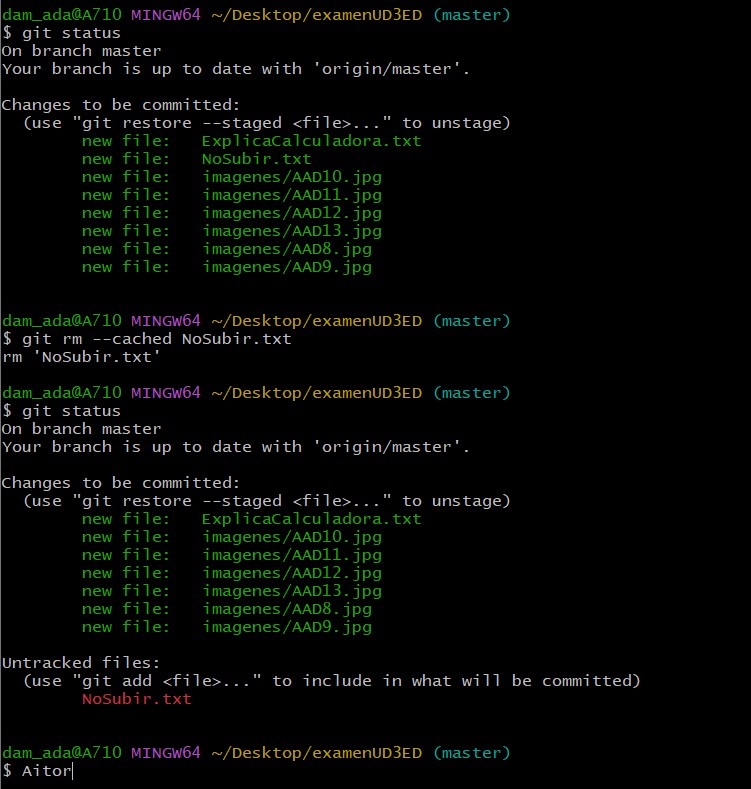 dam_ada@A710 MINGW64 ~/Desktop/examenUD3ED (master)
$ git status
On branch master
Your branch is up to date with 'origin/master'.

Changes to be committed:
  (use "git restore --staged <file>..." to unstage)
        new file:   ExplicaCalculadora.txt
        new file:   NoSubir.txt
        new file:   imagenes/AAD10.jpg
        new file:   imagenes/AAD11.jpg
        new file:   imagenes/AAD12.jpg
        new file:   imagenes/AAD13.jpg
        new file:   imagenes/AAD8.jpg
        new file:   imagenes/AAD9.jpg

dam_ada@A710 MINGW64 ~/Desktop/examenUD3ED (master)
$ git rm --cached NoSubir.txt
rm 'NoSubir.txt'

dam_ada@A710 MINGW64 ~/Desktop/examenUD3ED (master)
$ git status
On branch master
Your branch is up to date with 'origin/master'.

Changes to be committed:
  (use "git restore --staged <file>..." to unstage)
        new file:   ExplicaCalculadora.txt
        new file:   imagenes/AAD10.jpg
        new file:   imagenes/AAD11.jpg
        new file:   imagenes/AAD12.jpg
        new file:   imagenes/AAD13.jpg
        new file:   imagenes/AAD8.jpg
        new file:   imagenes/AAD9.jpg

Untracked files:
  (use "git add <file>..." to include in what will be committed)
        NoSubir.txt

dam_ada@A710 MINGW64 ~/Desktop/examenUD3ED (master)
$ Aitor